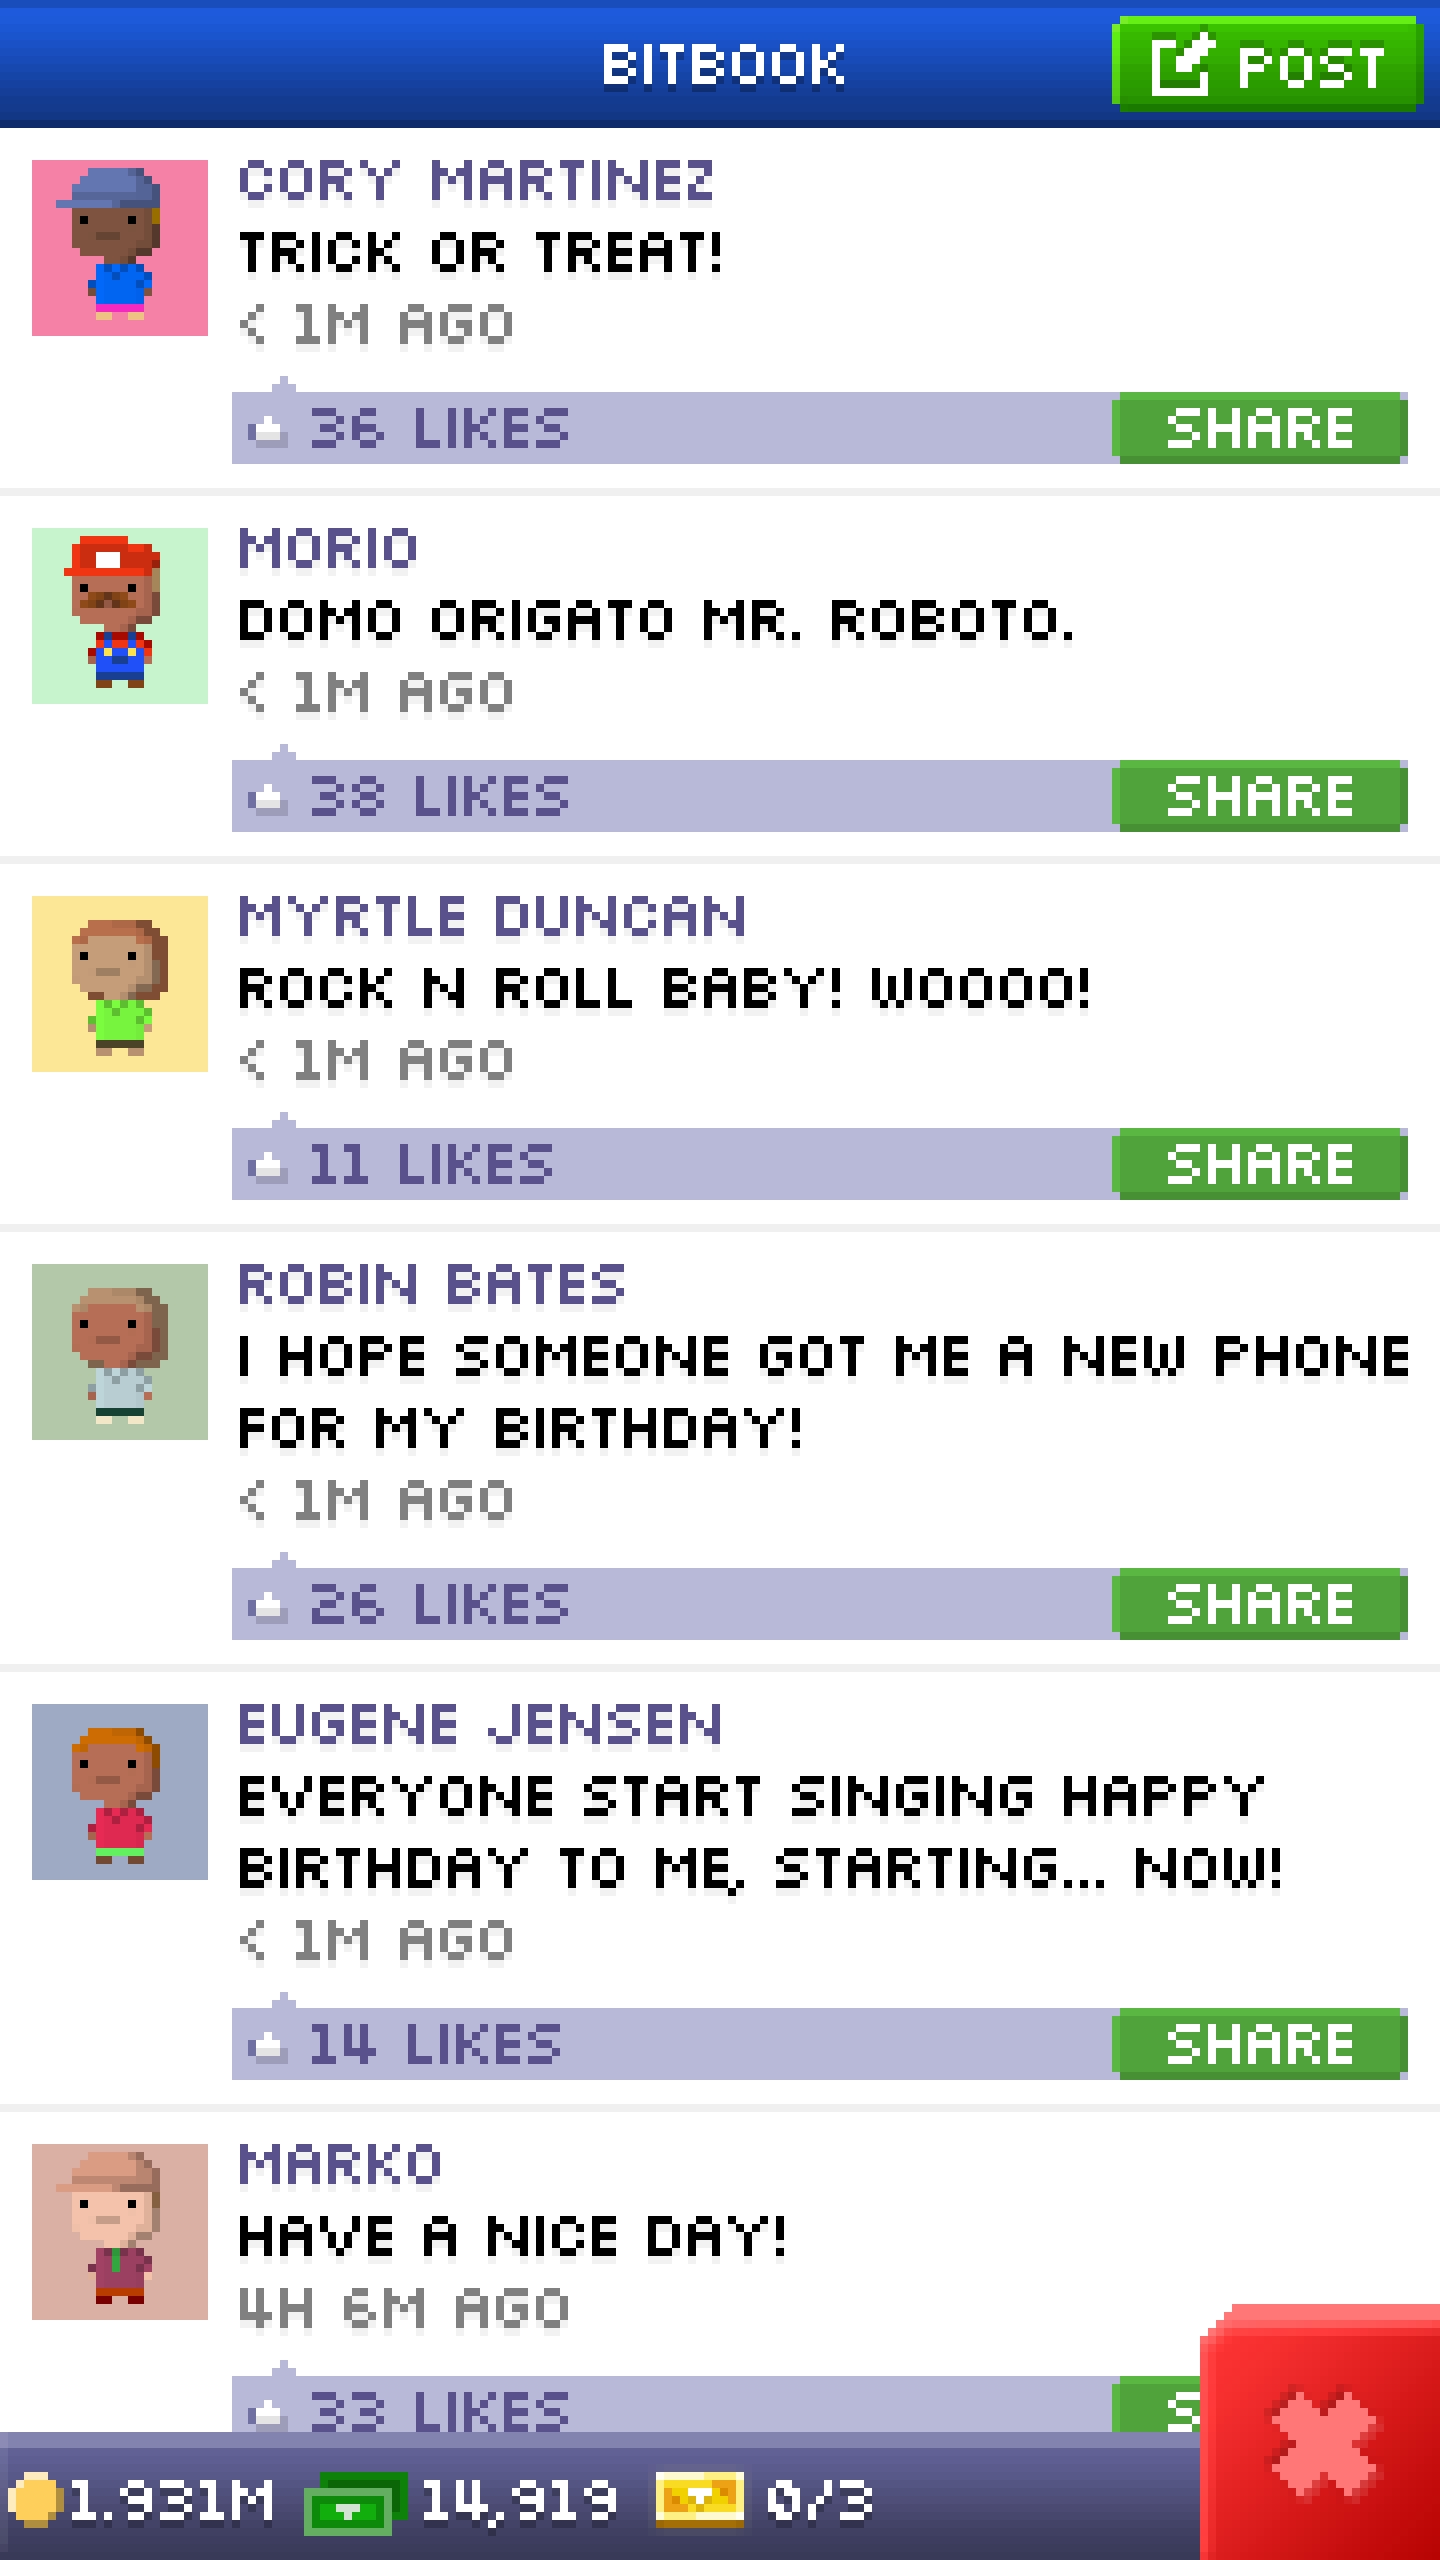 BITBOOK
POST
CORY MARTINEZ
TRICK OR TREAT!
< 1M AGO
36 LIKES
SHARE
MORIO
DOMO ORIGATO MR. ROBOTO.
< 1M AGO
38 LIKES
SHARE
MYRTLE DUNCAN
ROCK N ROLL BABY! WOOOO!
< 1M AGO
11 LIKES
SHARE
ROBIN BATES
I HOPE SOMEONE GOT ME A NEW PHONE
FOR MY BIRTHDAY!
< 1M AGO
26 LIKES
SHARE
EUGENE JENSEN
EVERYONE START SINGING HAPPY
BIRTHDAY TO ME, STARTING... NOW!
< 1M AGO
14 LIKES
SHARE
MARKO
HAVE A NICE DAY!
4H 6M AGO
33 LIKES
1.931M 14,919 0/3